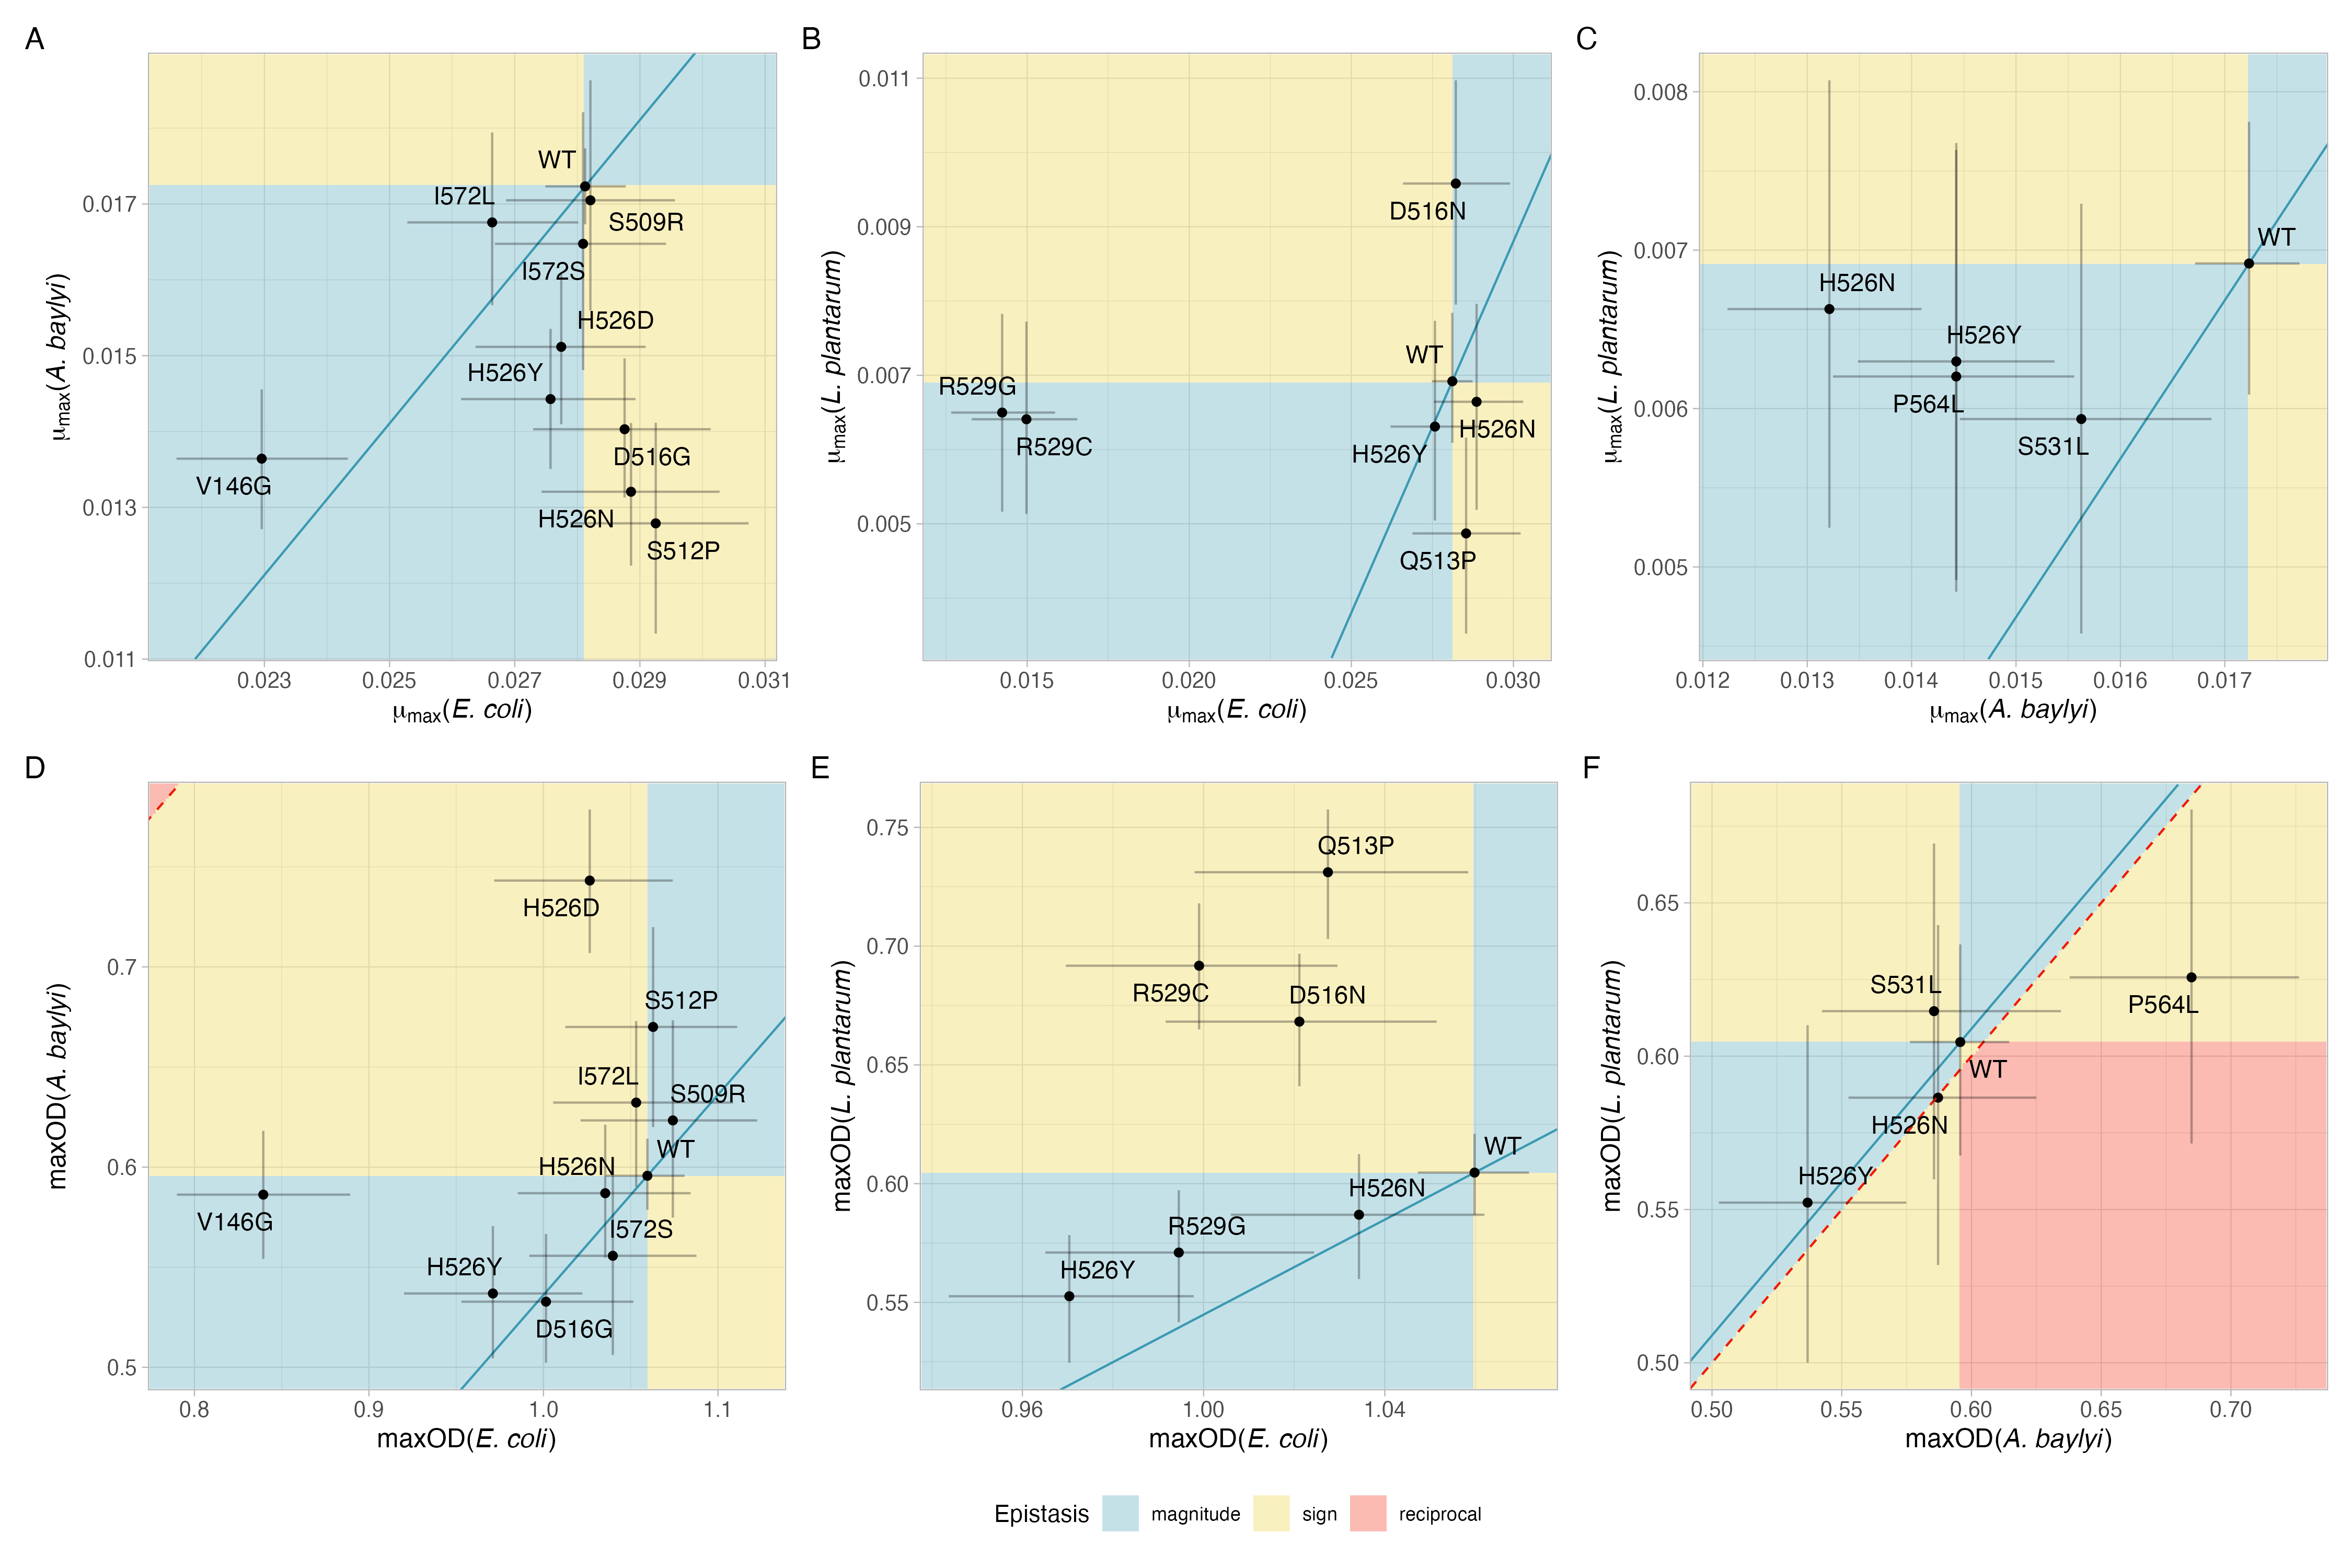 A
WT
I572L
S509R
I572S
H526D
H526Y
D516G
V146G
H526N
S512P
0.017
0.015
0.013
0.011
0.023 0.025 0.027 0.029 0.031
μmax(E. coli)
μmax(A. baylyi)
B
D516N
WT
R529G
R529C
H526N
H526Y
Q513P
0.011
0.009
0.007
0.005
0.015 0.020 0.025 0.030
μmax(E. coli)
μmax(L. plantarum)
C
WT
H526N
H526Y
P564L
S531L
0.008
0.007
0.006
0.005
0.012 0.013 0.014 0.015 0.016 0.017
μmax(A. baylyi)
μmax(L. plantarum)
D
H526D
S512P
I572L
S509R
WT
H526N
V146G
I572S
H526Y
D516G
0.7
0.6
0.5
0.8 0.9 1.0 1.1
maxOD(E. coli)
maxOD(A. baylyi)
E
Q513P
R529C
D516N
WT
H526N
R529G
H526Y
0.75
0.70
0.65
0.60
0.55
0.96 1.00 1.04
maxOD(E. coli)
maxOD(L. plantarum)
F
S531L
P564L
WT
H526N
H526Y
0.65
0.60
0.55
0.50
0.50 0.55 0.60 0.65 0.70
maxOD(A. baylyi)
maxOD(L. plantarum)
Epistasis magnitude sign reciprocal